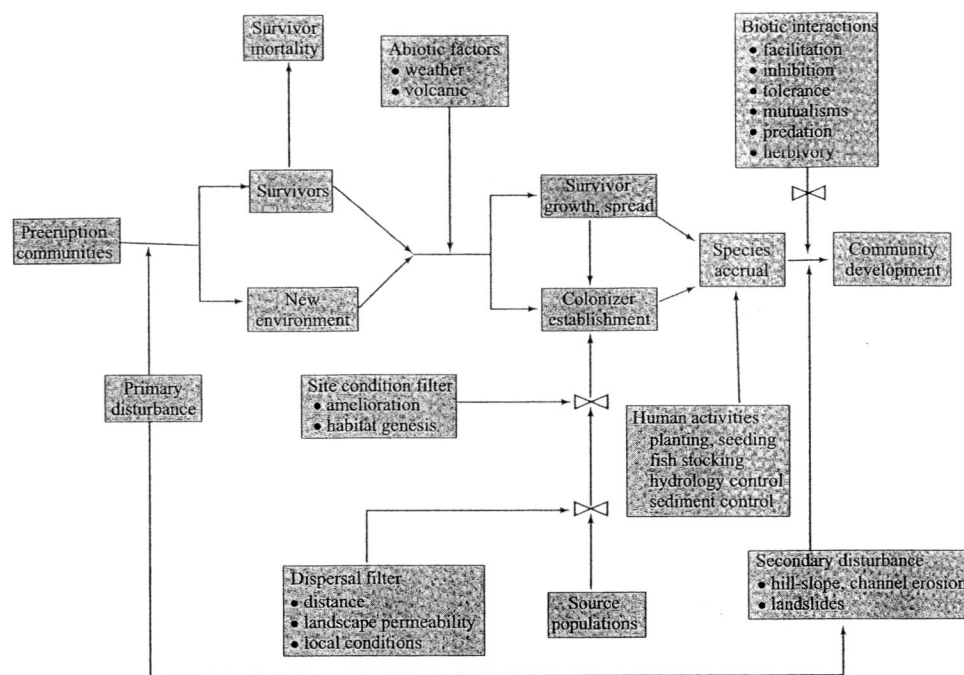 Survivor
mortality
Abiotic factors
● weather
● volcanic
Biotic interactions
● facilitation
● inhibition
● tolerance
● mutualisms
● predation
● herbivory
Survivors
Survivor
growth, spread
Preeruption
communities
Species
accrual
Community
development
New
environment
Colonizer
establishment
Primary
disturbance
Site condition filter
● amelioration
● habitat genesis
Human activities
planting, seeding
fish stocking
hydrology control
sediment control
Dispersal filter
● distance
● landscape permeability
● local conditions
Source
populations
Secondary disturbance
● hill-slope, channel erosion
● landslides